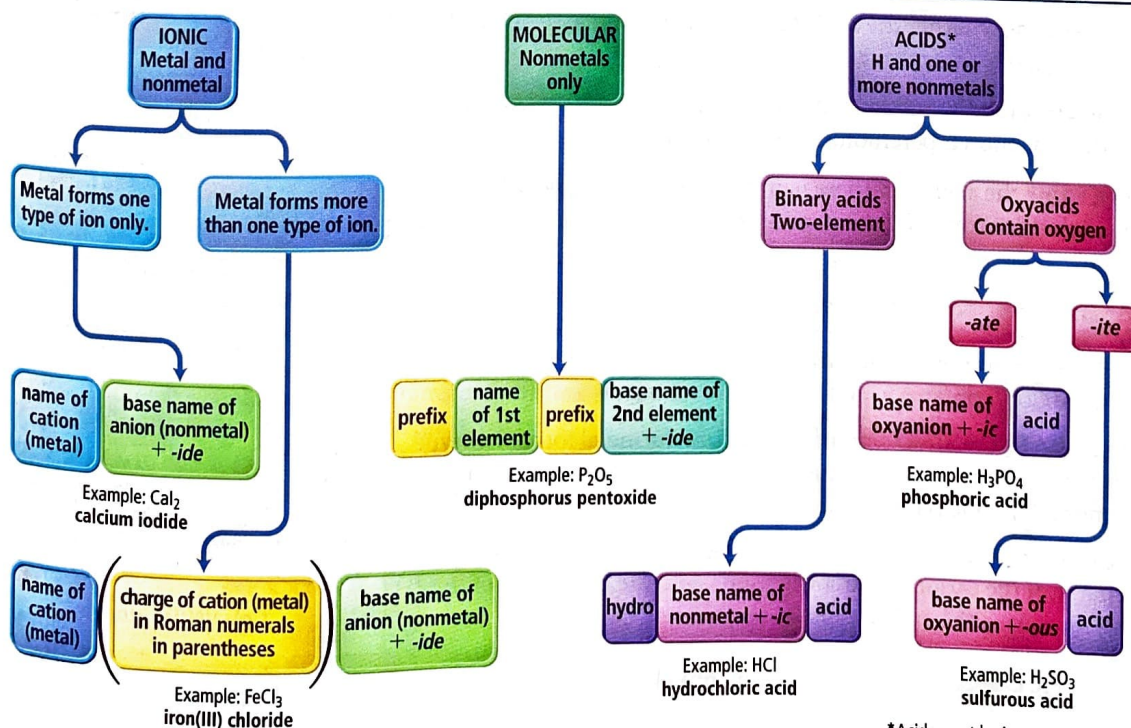 IONIC
Metal and
nonmetal
MOLECULAR
Nonmetals
only
ACIDS*
H and one or
more nonmetals
Metal forms one
type of ion only.
Metal forms more
than one type of ion.
Binary acids
Two-element
Oxyacids
Contain oxygen
-ate
-ite
name of
cation
(metal)
base name of
anion (nonmetal)
+ -ide
Example: CaI₂
calcium iodide
prefix
name
of 1st
element
prefix
base name of
2nd element
+ -ide
Example: P₂O₅
diphosphorus pentoxide
base name of
oxyanion + -ic
acid
Example: H₃PO₄
phosphoric acid
name of
cation
(metal)
(charge of cation (metal)
in Roman numerals
in parentheses)
base name of
anion (nonmetal)
+ -ide
Example: FeCl₃
iron(III) chloride
hydro
base name of
nonmetal + -ic
acid
Example: HCl
hydrochloric acid
base name of
oxyanion + -ous
acid
Example: H₂SO₃
sulfurous acid